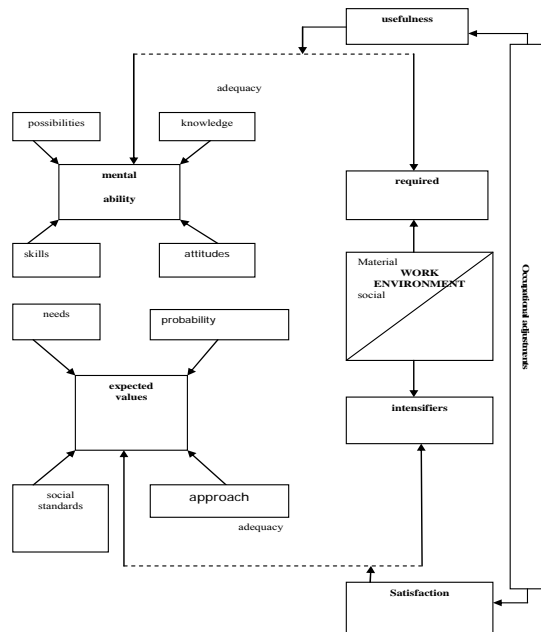 usefulness
adequacy
possibilities
knowledge
mental
ability
required
skills
attitudes
Material
WORK
ENVIRONMENT
social
Occupational adjustments
needs
probability
expected
values
intensifiers
social
standards
approach
adequacy
Satisfaction